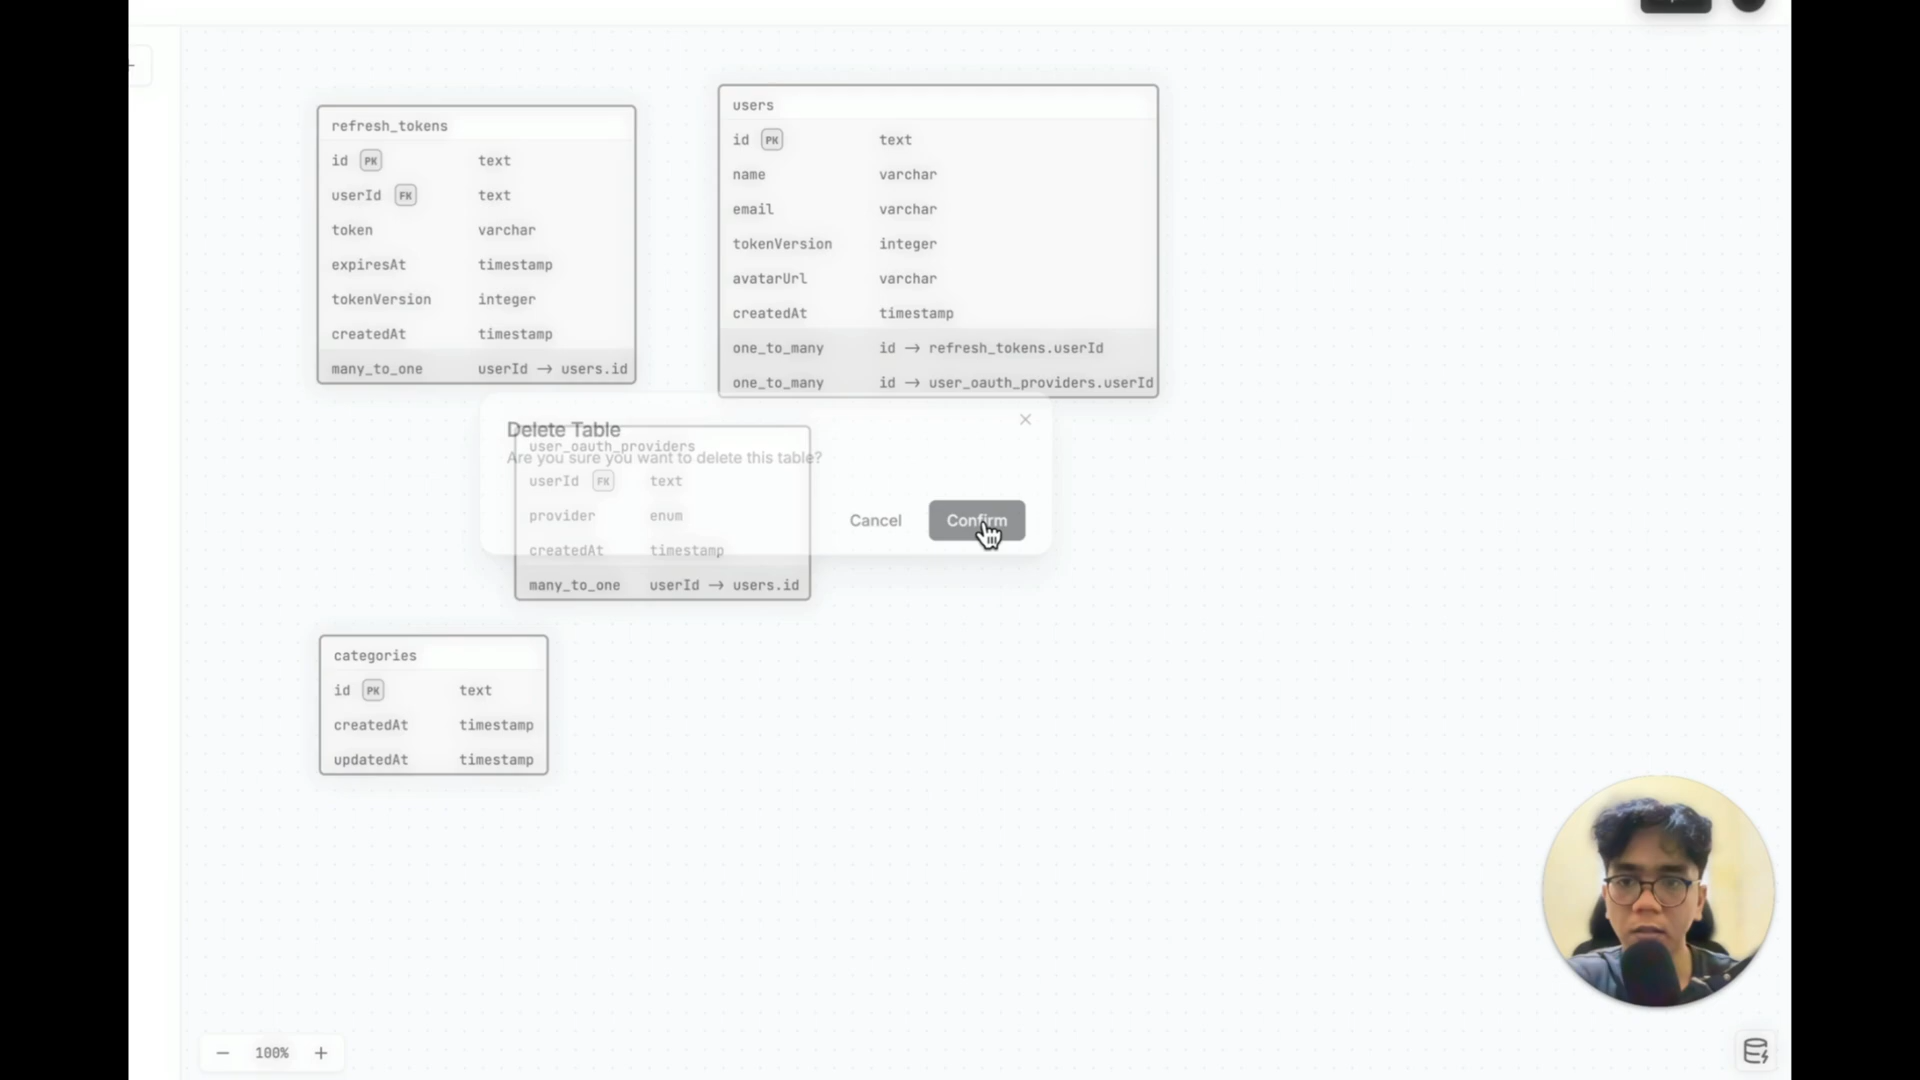 refresh_tokens
id PK text
userId FK text
token varchar
expiresAt timestamp
tokenVersion integer
createdAt timestamp
many_to_one userId → users.id
users
id PK text
name varchar
email varchar
tokenVersion integer
avatarUrl varchar
createdAt timestamp
one_to_many id → refresh_tokens.userId
one_to_many id → user_oauth_providers.userId
Delete Table
Are you sure you want to delete this table?
Cancel Confirm
user_oauth_providers
userId FK text
provider enum
createdAt timestamp
many_to_one userId → users.id
categories
id PK text
createdAt timestamp
updatedAt timestamp
100%